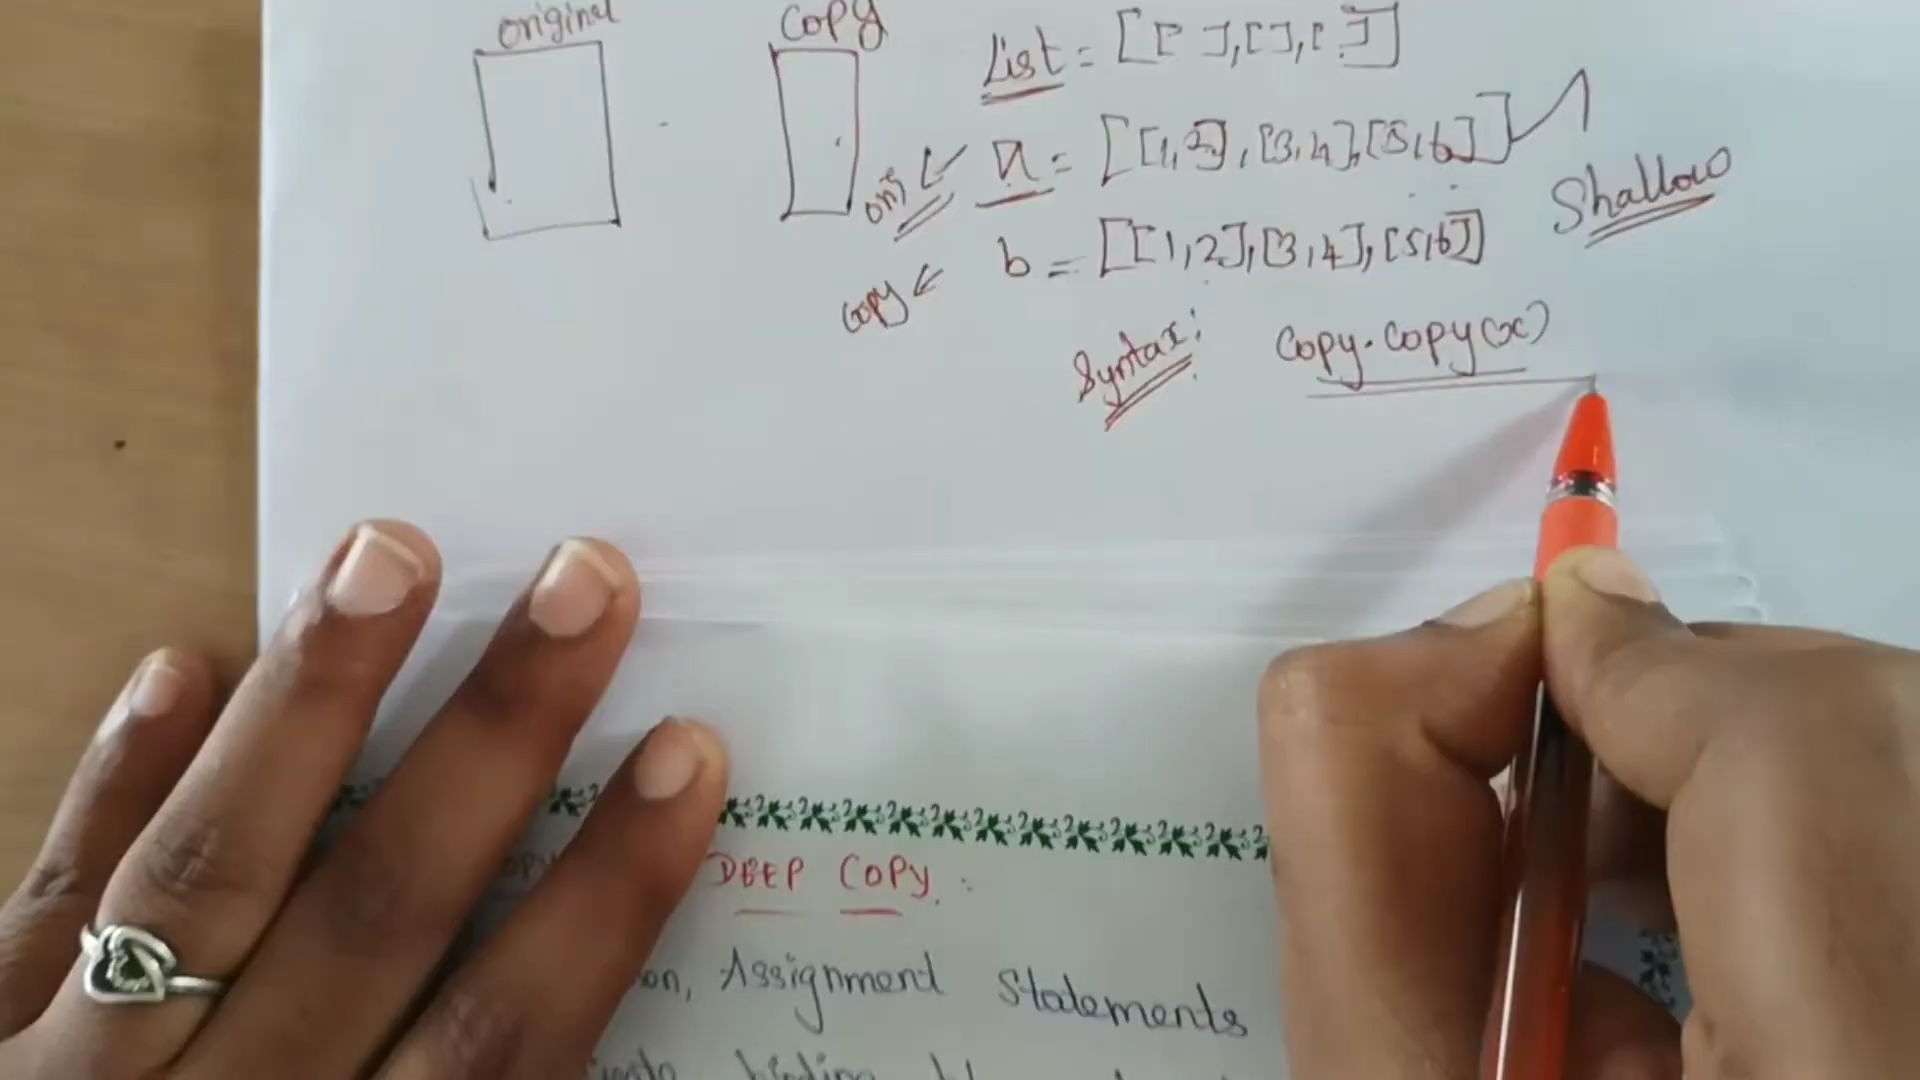 original
Copy
List = [[ ],[ ],[ ]]
ori a = [[1,2],[3,4],[5,6]]
Shallow
copy b = [[1,2],[3,4],[5,6]]
Syntax: Copy.copy(x)
DEEP COPY:
on, Assignment Statements